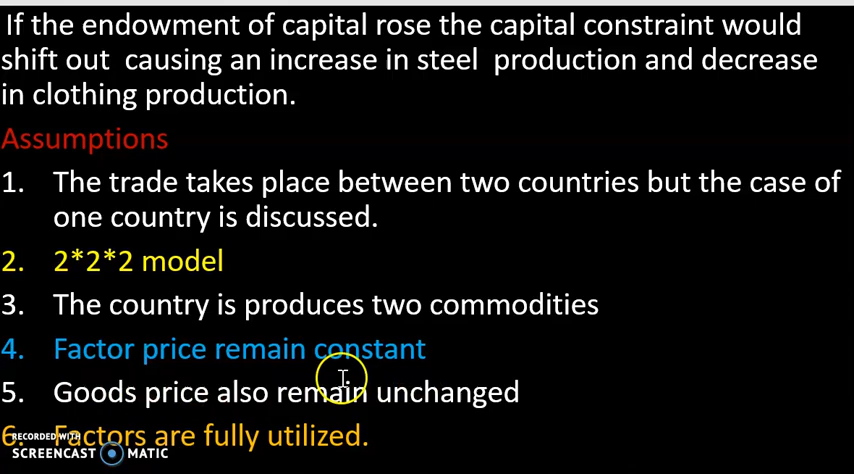 If the endowment of capital rose the capital constraint would
shift out causing an increase in steel production and decrease
in clothing production.
Assumptions
1. The trade takes place between two countries but the case of
one country is discussed.
2. 2*2*2 model
3. The country is produces two commodities
4. Factor price remain constant
5. Goods price also remain unchanged
6. Factors are fully utilized.
RECORDED WITH
SCREENCAST MATIC